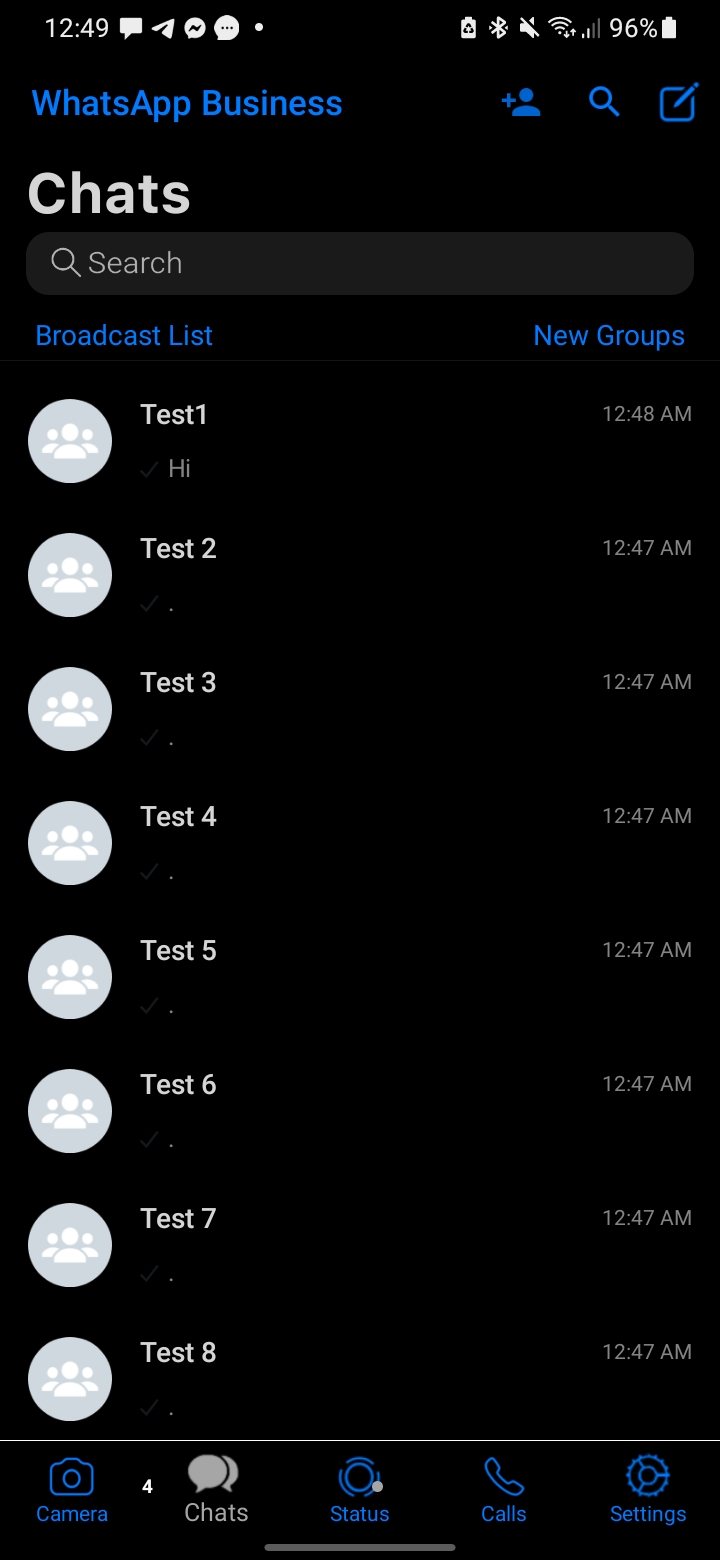 12:49 96%
WhatsApp Business
Chats
Search
Broadcast List New Groups
Test1 12:48 AM
Hi
Test 2 12:47 AM
.
Test 3 12:47 AM
.
Test 4 12:47 AM
.
Test 5 12:47 AM
.
Test 6 12:47 AM
.
Test 7 12:47 AM
.
Test 8 12:47 AM
.
4
Camera Chats Status Calls Settings